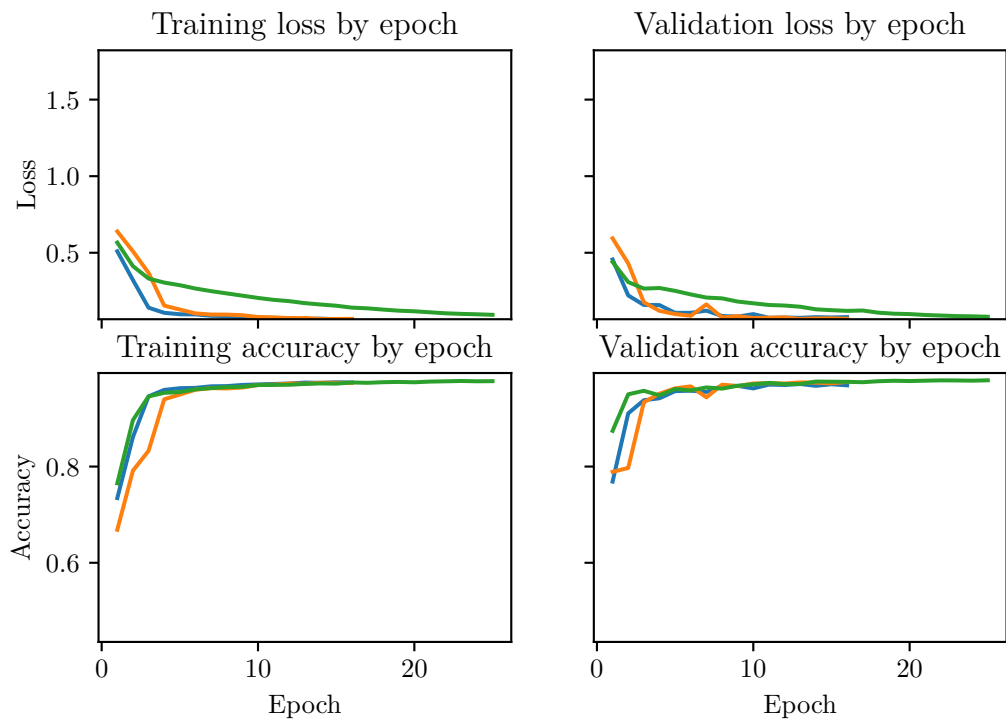 Training loss by epoch
Validation loss by epoch
1.5
1.0
0.5
Loss
Training accuracy by epoch
Validation accuracy by epoch
0.8
0.6
Accuracy
0 10 20
0 10 20
Epoch
Epoch